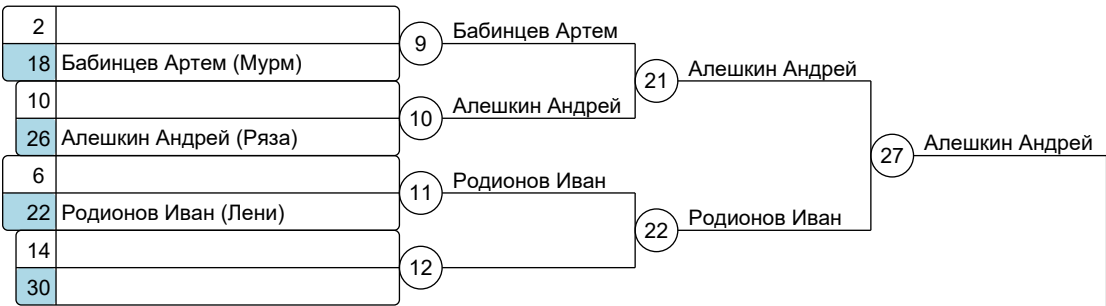 2
9
Бабинцев Артем
18 Бабинцев Артем (Мурм)
21
Алешкин Андрей
10
10
Алешкин Андрей
26 Алешкин Андрей (Ряза)
27
Алешкин Андрей
6
11
Родионов Иван
22 Родионов Иван (Лени)
22
Родионов Иван
14
12
30